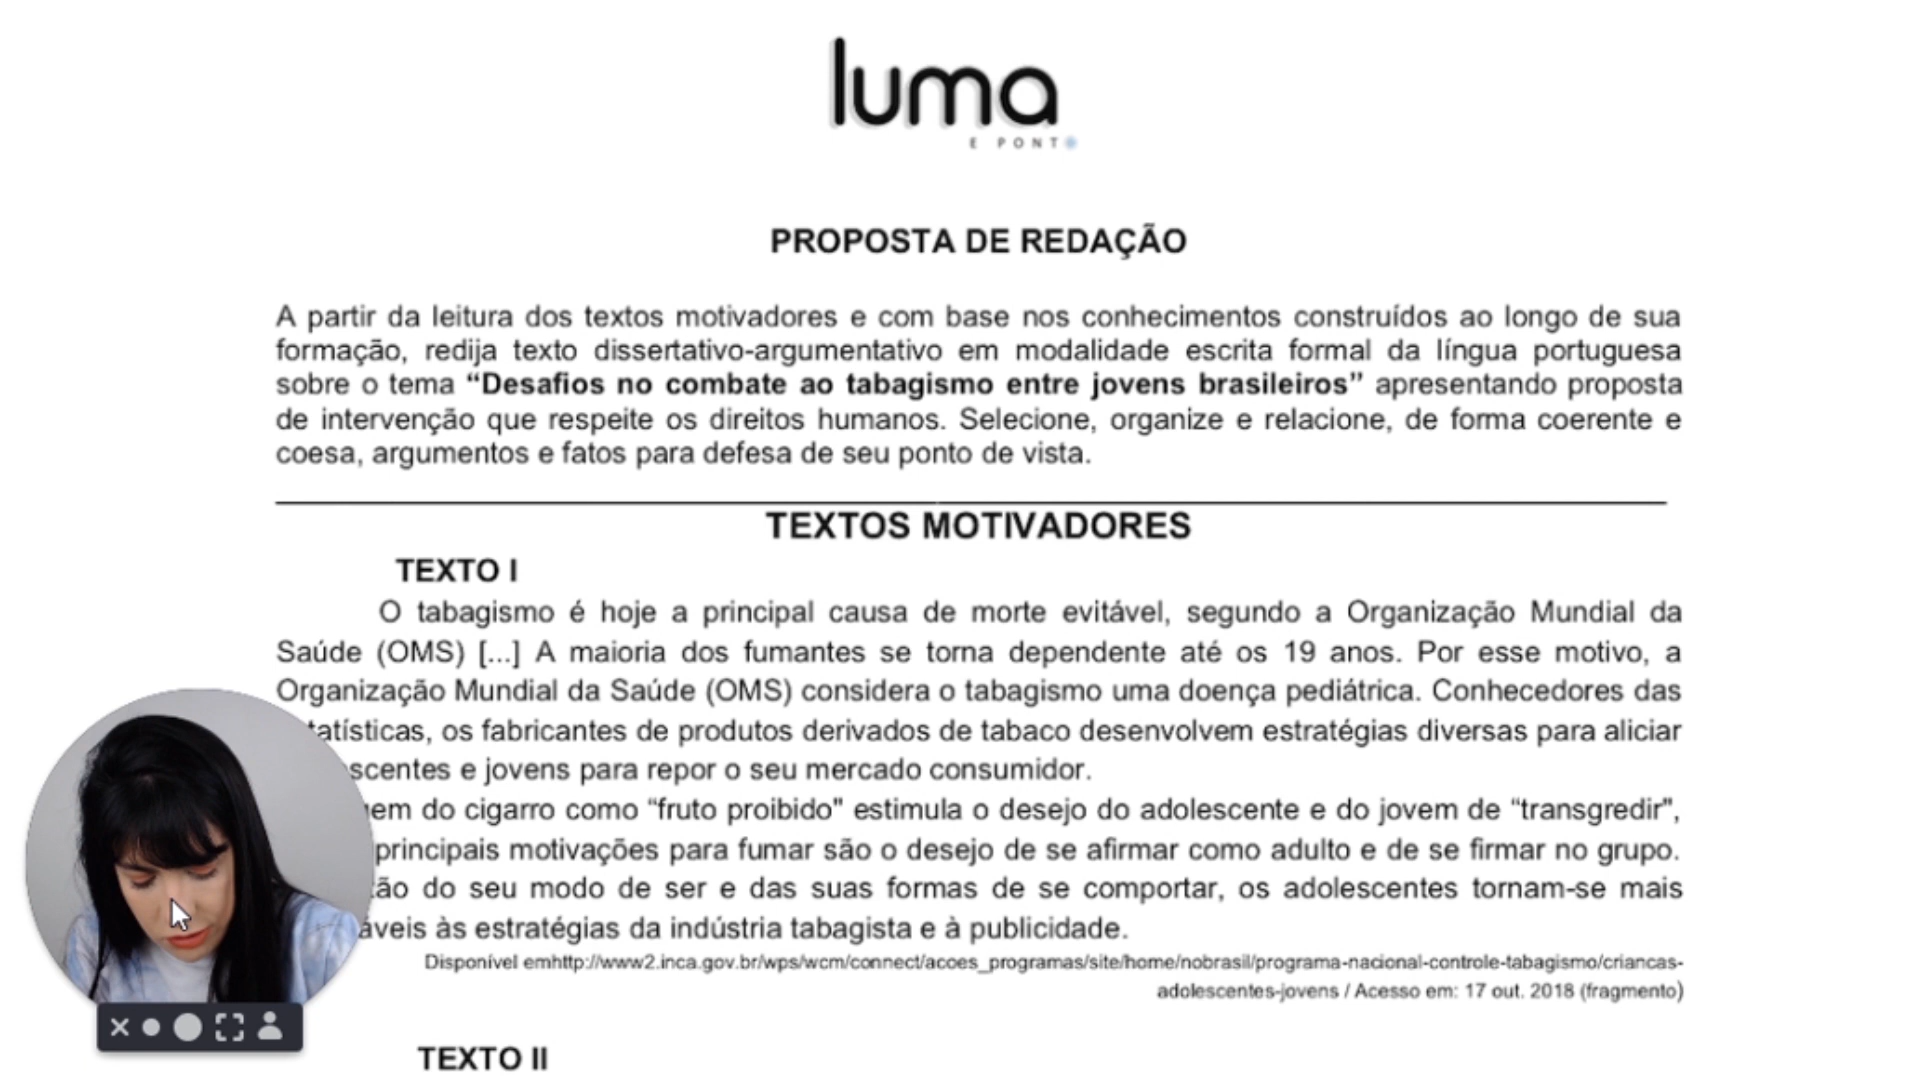 luma
E PONTO
PROPOSTA DE REDAÇÃO
A partir da leitura dos textos motivadores e com base nos conhecimentos construídos ao longo de sua
formação, redija texto dissertativo-argumentativo em modalidade escrita formal da língua portuguesa
sobre o tema “Desafios no combate ao tabagismo entre jovens brasileiros” apresentando proposta
de intervenção que respeite os direitos humanos. Selecione, organize e relacione, de forma coerente e
coesa, argumentos e fatos para defesa de seu ponto de vista.
TEXTOS MOTIVADORES
TEXTO I
O tabagismo é hoje a principal causa de morte evitável, segundo a Organização Mundial da
Saúde (OMS) [...] A maioria dos fumantes se torna dependente até os 19 anos. Por esse motivo, a
Organização Mundial da Saúde (OMS) considera o tabagismo uma doença pediátrica. Conhecedores das
tatísticas, os fabricantes de produtos derivados de tabaco desenvolvem estratégias diversas para aliciar
scentes e jovens para repor o seu mercado consumidor.
em do cigarro como “fruto proibido" estimula o desejo do adolescente e do jovem de “transgredir",
principais motivações para fumar são o desejo de se afirmar como adulto e de se firmar no grupo.
ão do seu modo de ser e das suas formas de se comportar, os adolescentes tornam-se mais
áveis às estratégias da indústria tabagista e à publicidade.
Disponível emhttp://www2.inca.gov.br/wps/wcm/connect/acoes_programas/site/home/nobrasil/programa-nacional-controle-tabagismo/criancas-
adolescentes-jovens / Acesso em: 17 out. 2018 (fragmento)
TEXTO II